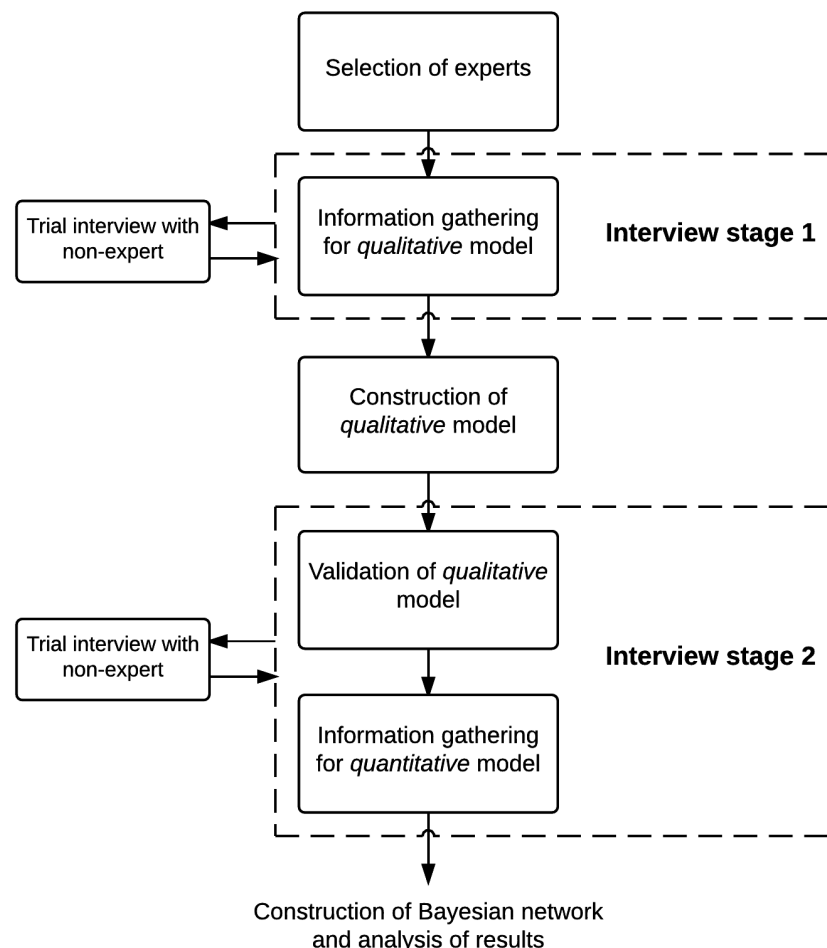 Selection of experts
Trial interview with
non-expert
Information gathering
for qualitative model
Interview stage 1
Construction of
qualitative model
Validation of qualitative
model
Trial interview with
non-expert
Interview stage 2
Information gathering
for quantitative model
Construction of Bayesian network
and analysis of results